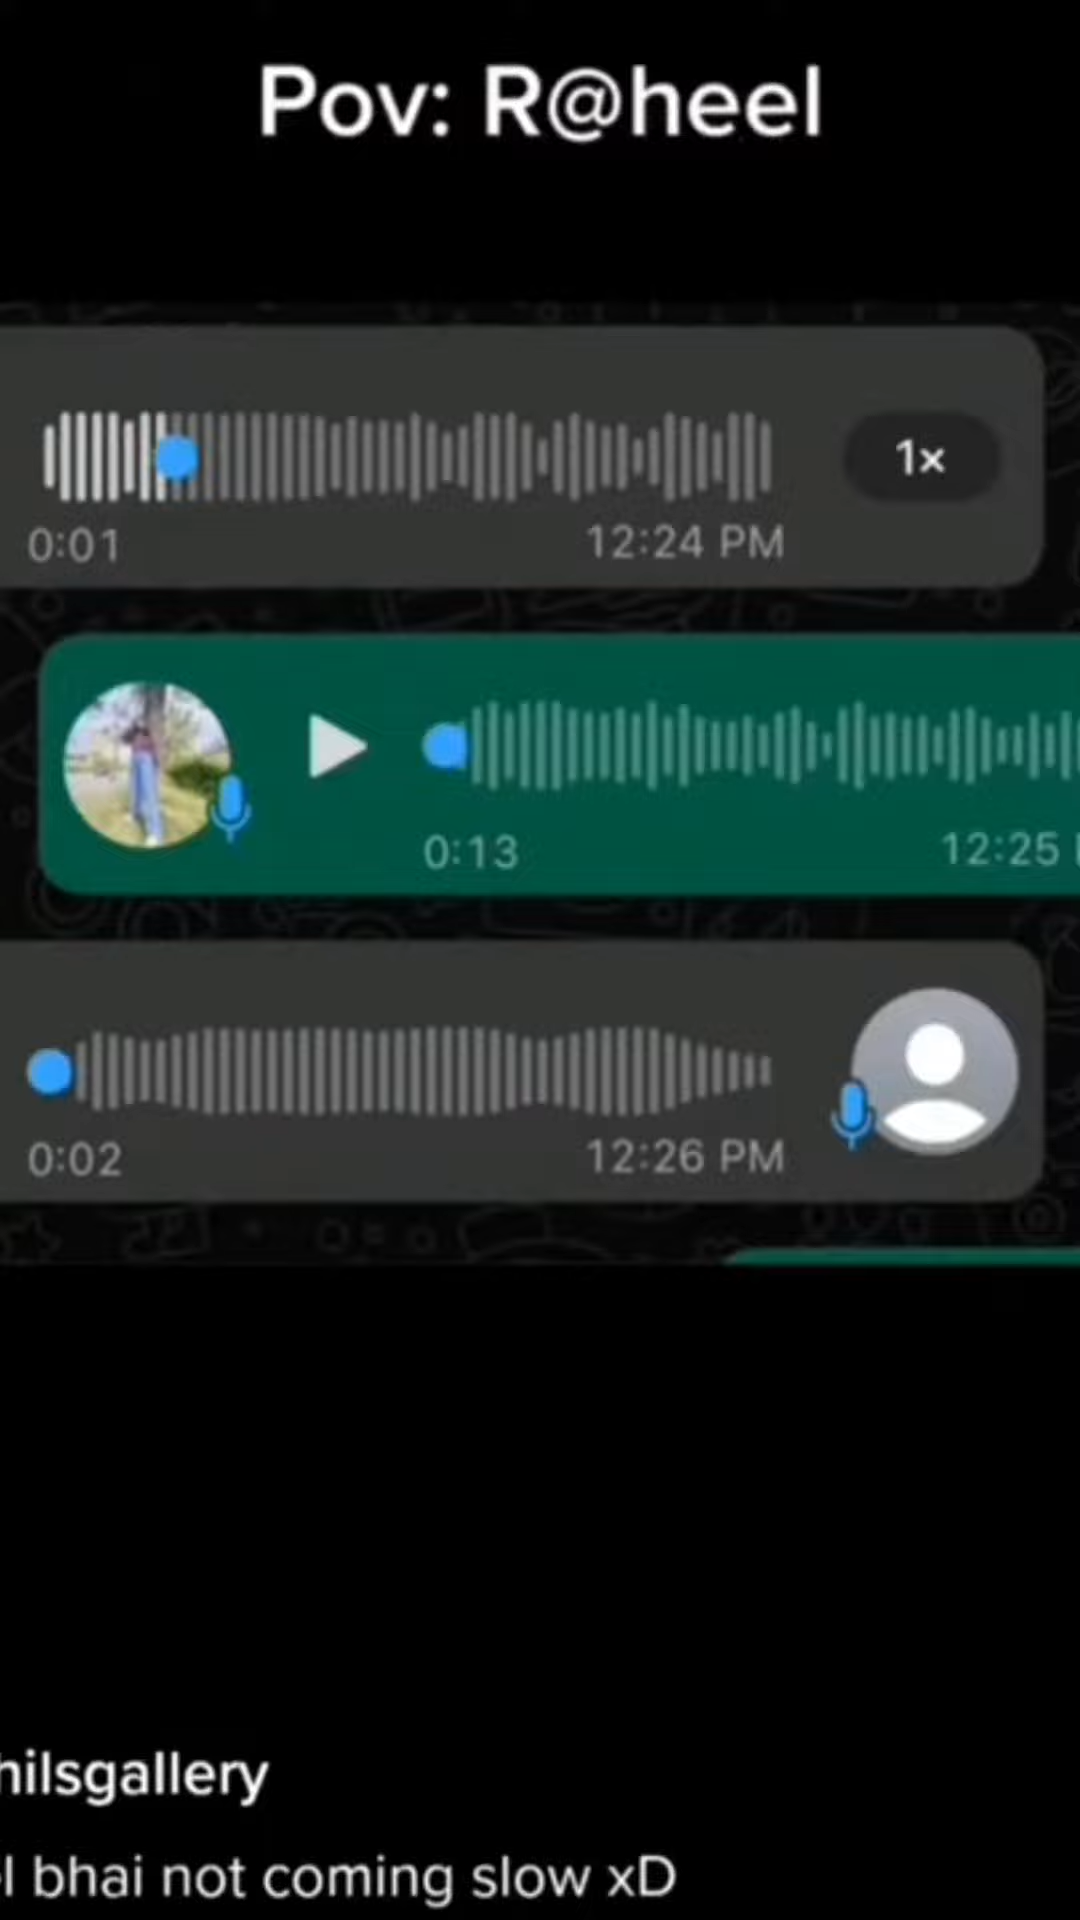 Pov: R@heel
1×
0:01 12:24 PM
0:13 12:25
0:02 12:26 PM
hilsgallery
l bhai not coming slow xD